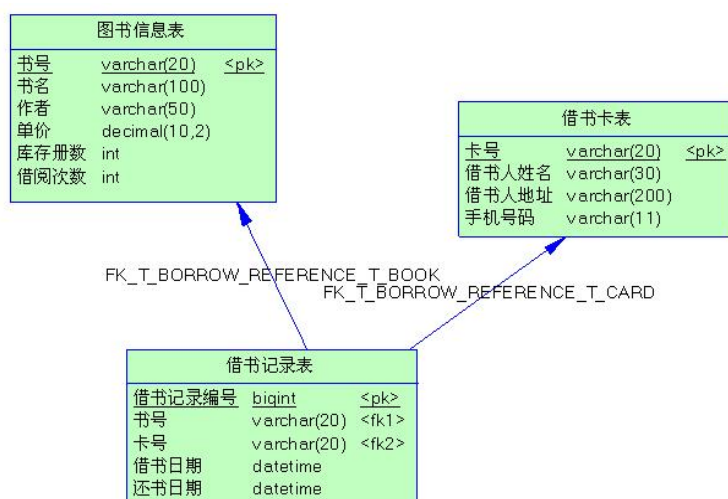 图书信息表
书号 varchar(20) <pk>
书名 varchar(100)
作者 varchar(50)
单价 decimal(10,2)
库存册数 int
借阅次数 int
借书卡表
卡号 varchar(20) <pk>
借书人姓名 varchar(30)
借书人地址 varchar(200)
手机号码 varchar(11)
FK_T_BORROW_REFERENCE_T_BOOK
FK_T_BORROW_REFERENCE_T_CARD
借书记录表
借书记录编号 bigint <pk>
书号 varchar(20) <fk1>
卡号 varchar(20) <fk2>
借书日期 datetime
还书日期 datetime